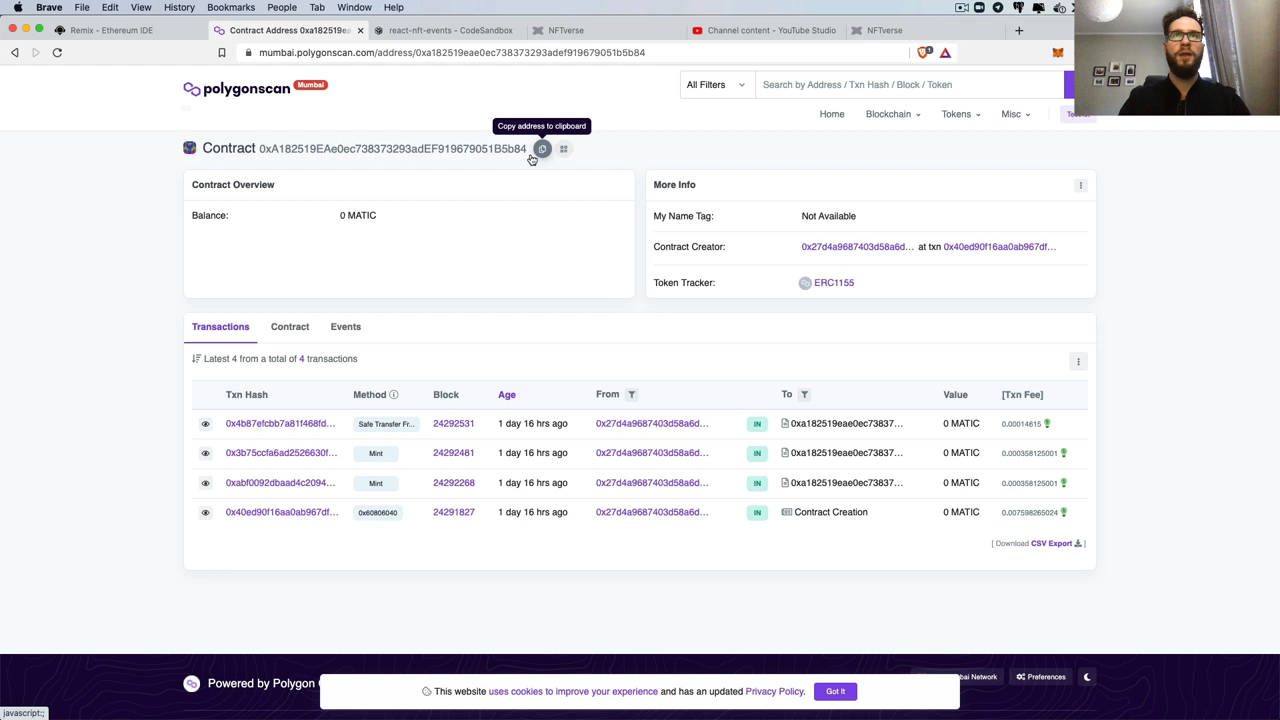 Brave File Edit View History Bookmarks People Tab Window Help
Remix - Ethereum IDE
Contract Address 0xa182519ea
react-nft-events - CodeSandbox
NFTverse
Channel content - YouTube Studio
NFTverse
mumbai.polygonscan.com/address/0xa182519eae0ec738373293adef919679051b5b84
1
polygonscan Mumbai
All Filters
Search by Address / Txn Hash / Block / Token
Home Blockchain Tokens Misc
Copy address to clipboard
Contract 0xA182519EAe0ec738373293adEF919679051B5b84
Contract Overview
Balance: 0 MATIC
More Info
My Name Tag: Not Available
Contract Creator: 0x27d4a9687403d58a6d... at txn 0x40ed90f16aa0ab967df...
Token Tracker: ERC1155
Transactions Contract Events
Latest 4 from a total of 4 transactions
Txn Hash Method Block Age From To Value [Txn Fee]
0x4b87efcbb7a81f468fd... Safe Transfer Fr... 24292531 1 day 16 hrs ago 0x27d4a9687403d58a6d... IN 0xa182519eae0ec73837... 0 MATIC 0.00014615
0x3b75ccfa6ad2526630f... Mint 24292481 1 day 16 hrs ago 0x27d4a9687403d58a6d... IN 0xa182519eae0ec73837... 0 MATIC 0.000358125001
0xabf0092dbaad4c2094... Mint 24292268 1 day 16 hrs ago 0x27d4a9687403d58a6d... IN 0xa182519eae0ec73837... 0 MATIC 0.000358125001
0x40ed90f16aa0ab967df... 0x60806040 24291827 1 day 16 hrs ago 0x27d4a9687403d58a6d... IN Contract Creation 0 MATIC 0.007598265024
[ Download CSV Export ]
Powered by Polygon
Network
Preferences
This website uses cookies to improve your experience and has an updated Privacy Policy.
Got It
javascript:;